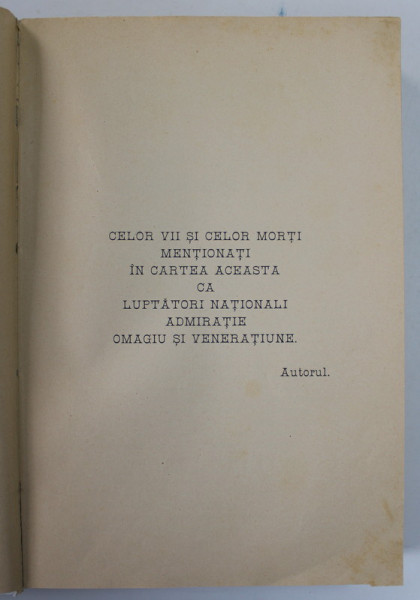 CELOR VII ȘI CELOR MORȚI
MENȚIONAȚI
ÎN CARTEA ACEASTA
CA
LUPTĂTORI NAȚIONALI
ADMIRAȚIE
OMAGIU ȘI VENERAȚIUNE.
Autorul.